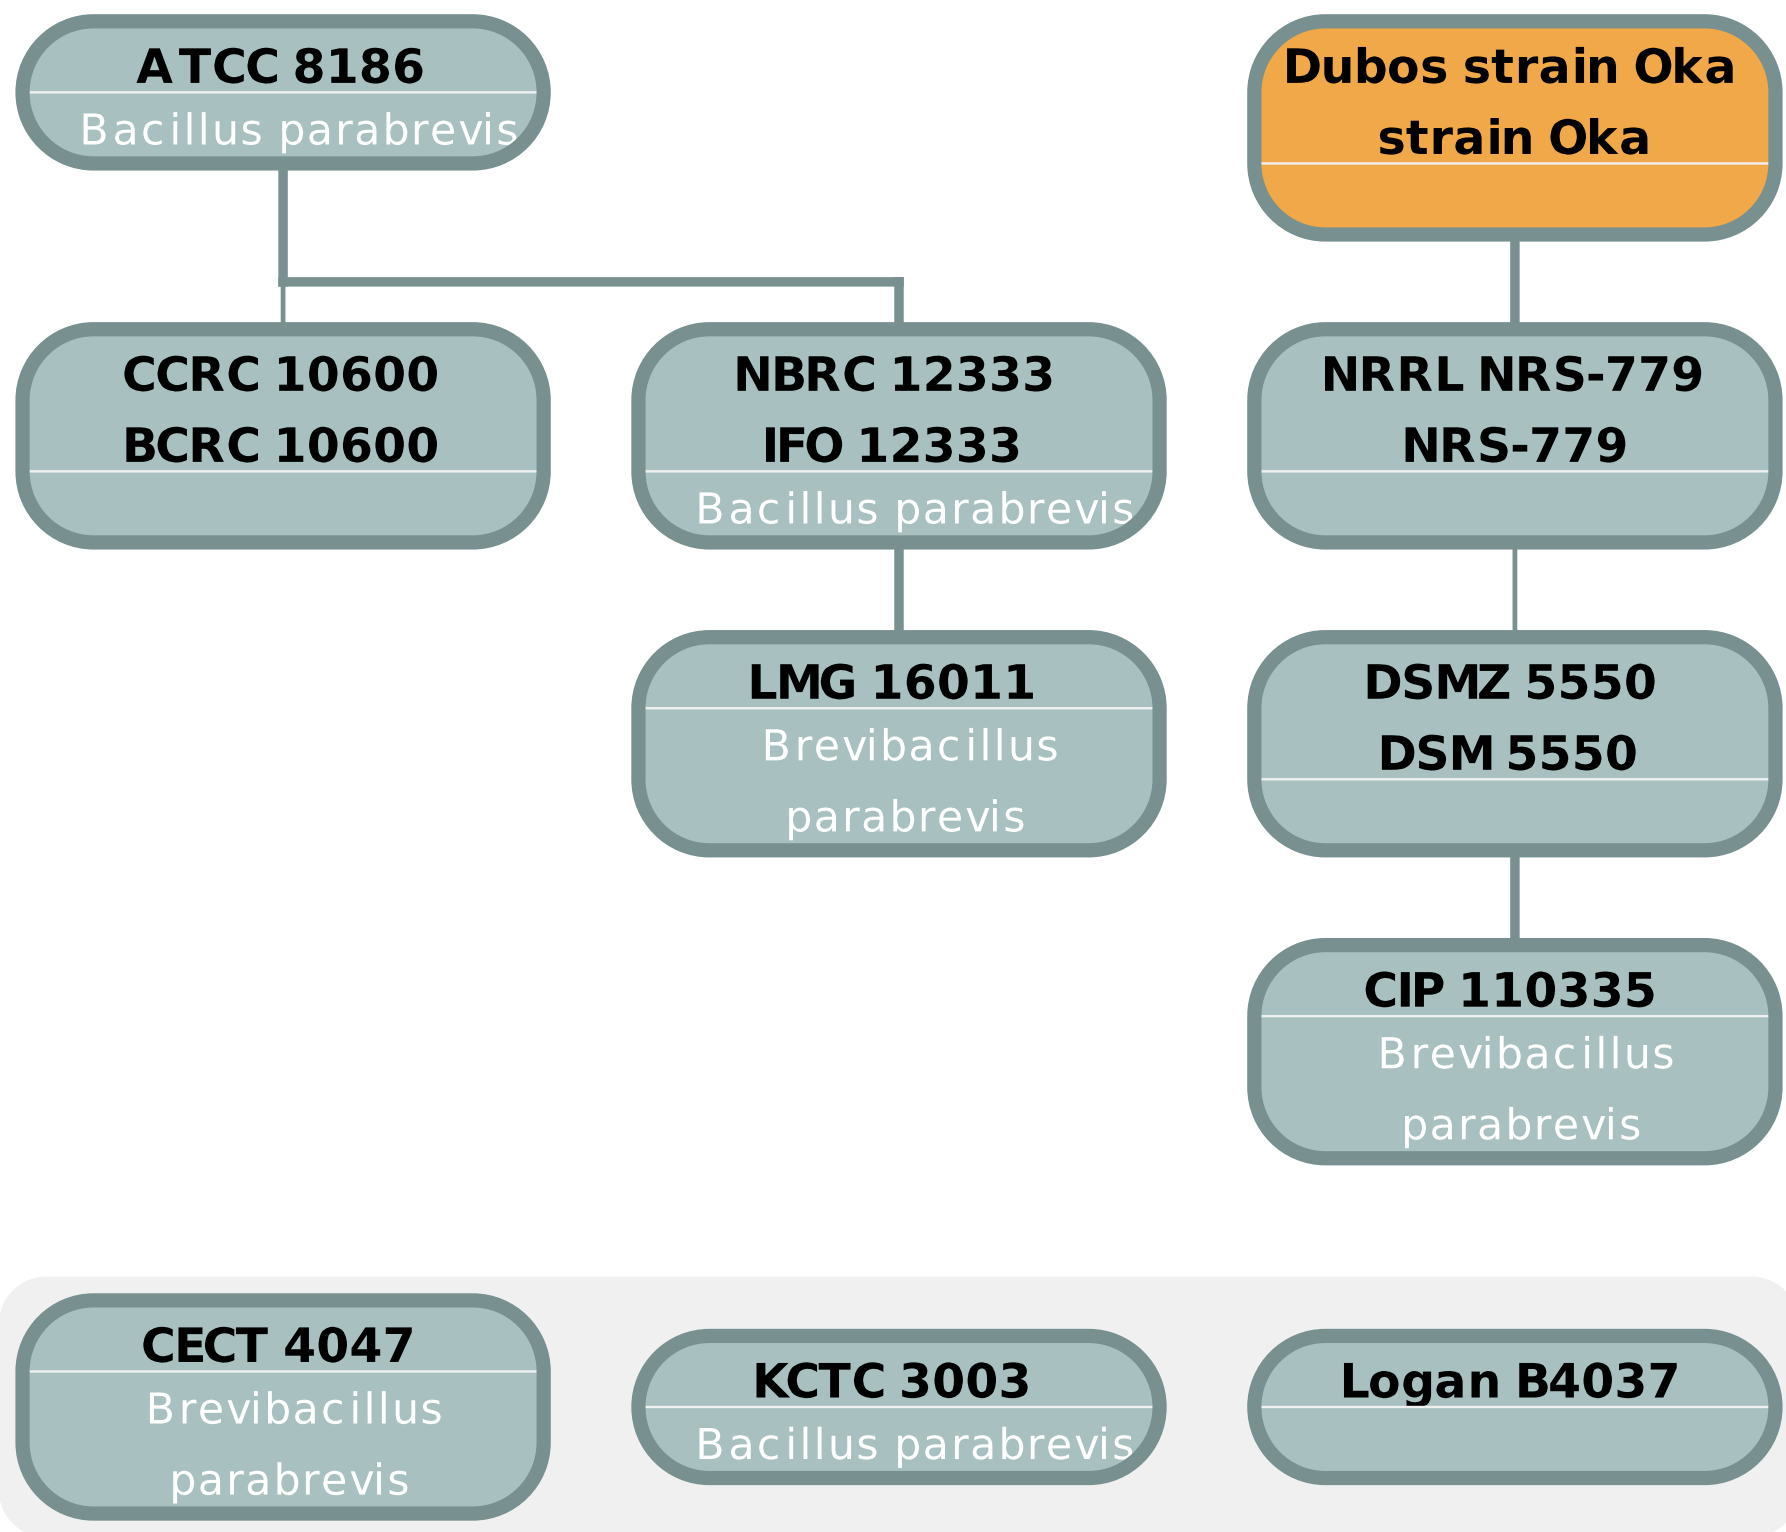 ATCC 8186
Bacillus parabrevis
Dubos strain Oka
strain Oka
CCRC 10600
BCRC 10600
NBRC 12333
IFO 12333
Bacillus parabrevis
NRRL NRS-779
NRS-779
LMG 16011
Brevibacillus
parabrevis
DSMZ 5550
DSM 5550
CIP 110335
Brevibacillus
parabrevis
CECT 4047
Brevibacillus
parabrevis
KCTC 3003
Bacillus parabrevis
Logan B4037